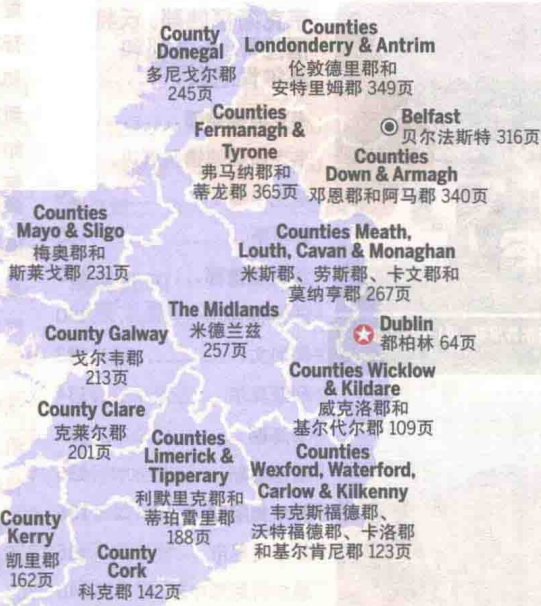 County
Donegal
多尼戈尔郡
245页
Counties
Londonderry & Antrim
伦敦德里郡和
安特里姆郡 349页
Belfast
贝尔法斯特 316页
Counties
Fermanagh &
Tyrone
弗马纳郡和
蒂龙郡 365页
Counties
Down & Armagh
邓恩郡和阿马郡 340页
Counties
Mayo & Sligo
梅奥郡和
斯莱戈郡 231页
Counties Meath,
Louth, Cavan & Monaghan
米斯郡、劳斯郡、卡文郡和
莫纳亨郡 267页
The Midlands
米德兰兹
257页
Dublin
都柏林 64页
County Galway
戈尔韦郡
213页
Counties Wicklow
& Kildare
威克洛郡和
基尔代尔郡 109页
County Clare
克莱尔郡
201页
Counties
Limerick &
Tipperary
利默里克郡和
蒂珀雷里郡
188页
Counties
Wexford, Waterford,
Carlow & Kilkenny
韦克斯福德郡、
沃特福德郡、卡洛郡
和基尔肯尼郡 123页
County
Kerry
凯里郡
162页
County
Cork
科克郡 142页